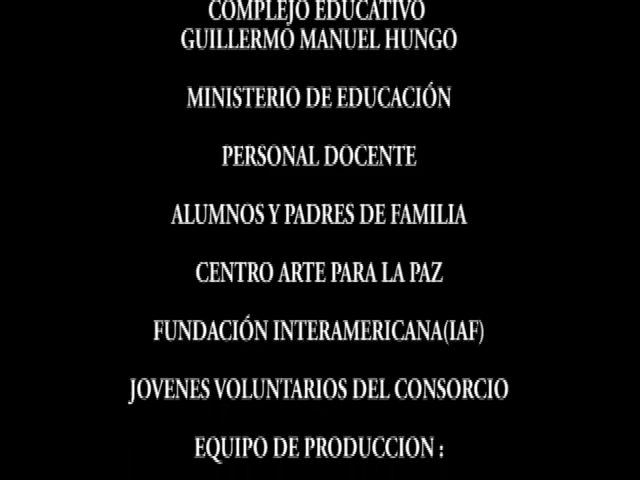 COMPLEJO EDUCATIVO
GUILLERMO MANUEL HUNGO
MINISTERIO DE EDUCACIÓN
PERSONAL DOCENTE
ALUMNOS Y PADRES DE FAMILIA
CENTRO ARTE PARA LA PAZ
FUNDACIÓN INTERAMERICANA(IAF)
JOVENES VOLUNTARIOS DEL CONSORCIO
EQUIPO DE PRODUCCION :